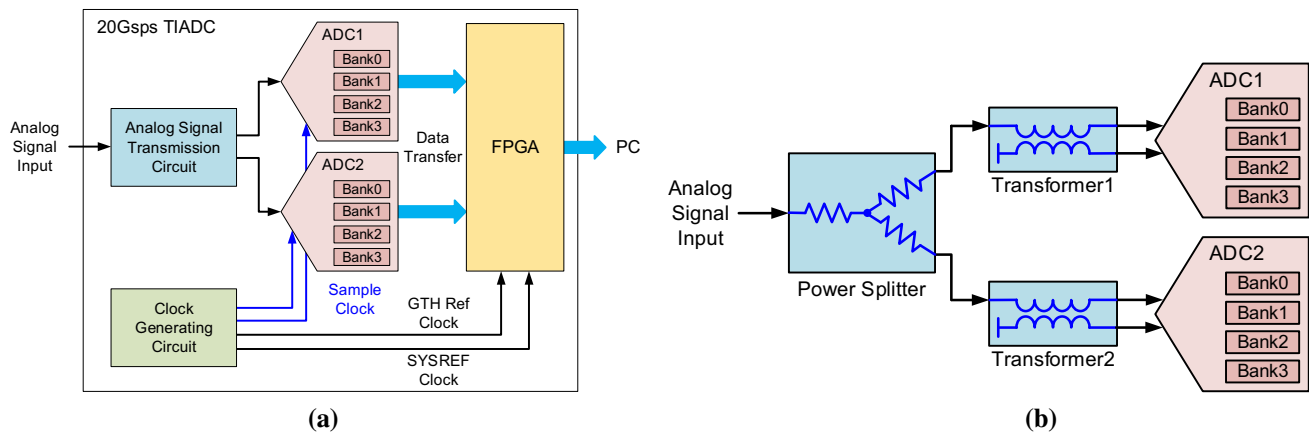 20Gsps TIADC
Analog
Signal
Input
Analog Signal
Transmission
Circuit
ADC1
Bank0
Bank1
Bank2
Bank3
ADC2
Bank0
Bank1
Bank2
Bank3
Data
Transfer
FPGA
PC
Clock
Generating
Circuit
Sample
Clock
GTH Ref
Clock
SYSREF
Clock
(a)
Analog
Signal
Input
Power Splitter
Transformer1
Transformer2
ADC1
Bank0
Bank1
Bank2
Bank3
ADC2
Bank0
Bank1
Bank2
Bank3
(b)